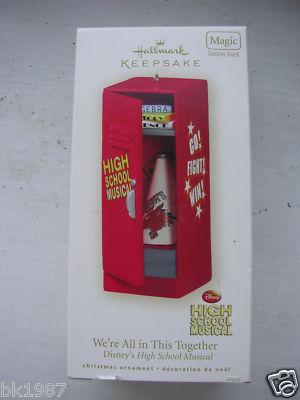 Hallmark
KEEPSAKE
Magic
Features Sound
HIGH
SCHOOL
MUSICAL
GO!
FIGHT!
WIN!
Disney
HIGH
SCHOOL
MUSICAL
We're All in This Together
Disney's High School Musical
christmas ornament • décoration de noël
bk1987
bk1987